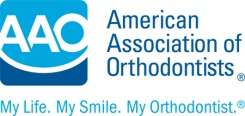 AAO
American
Association of
Orthodontists®
My Life. My Smile. My Orthodontist.®